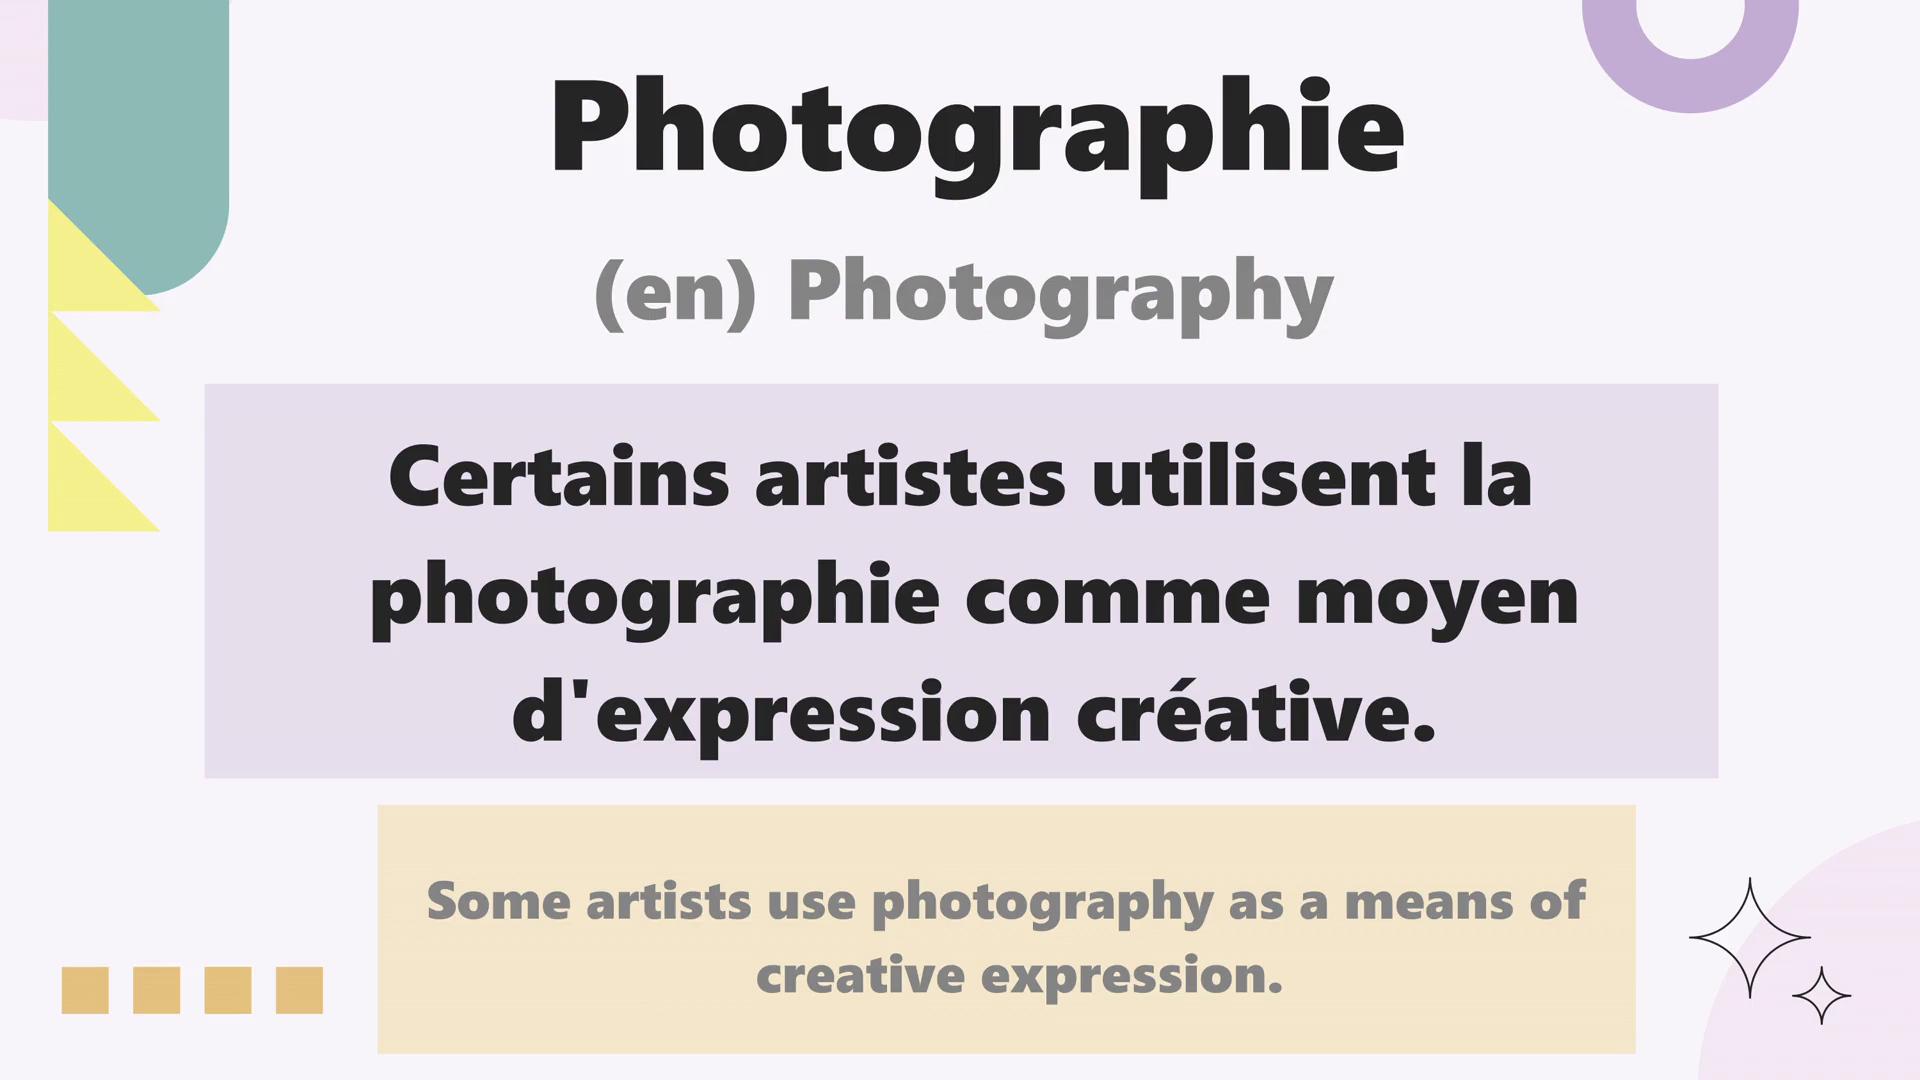 Photographie
(en) Photography
Certains artistes utilisent la
photographie comme moyen
d'expression créative.
Some artists use photography as a means of
creative expression.